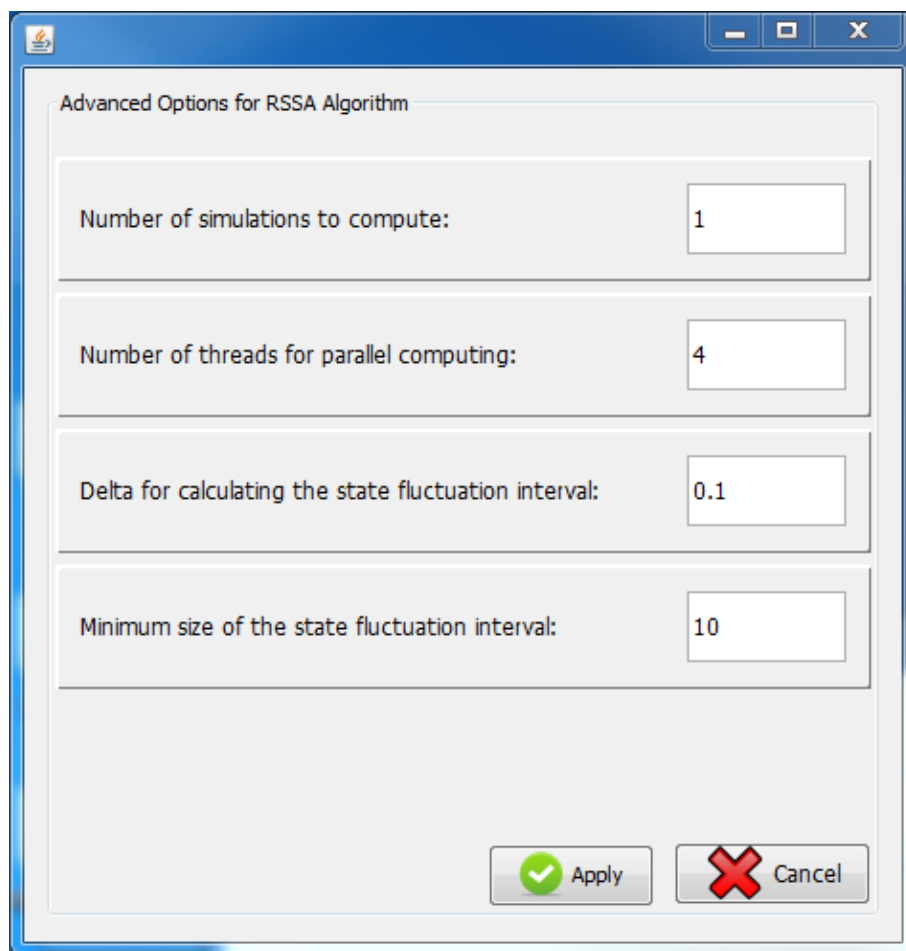 Advanced Options for RSSA Algorithm
Number of simulations to compute:
1
Number of threads for parallel computing:
4
Delta for calculating the state fluctuation interval:
0.1
Minimum size of the state fluctuation interval:
10
Apply
Cancel